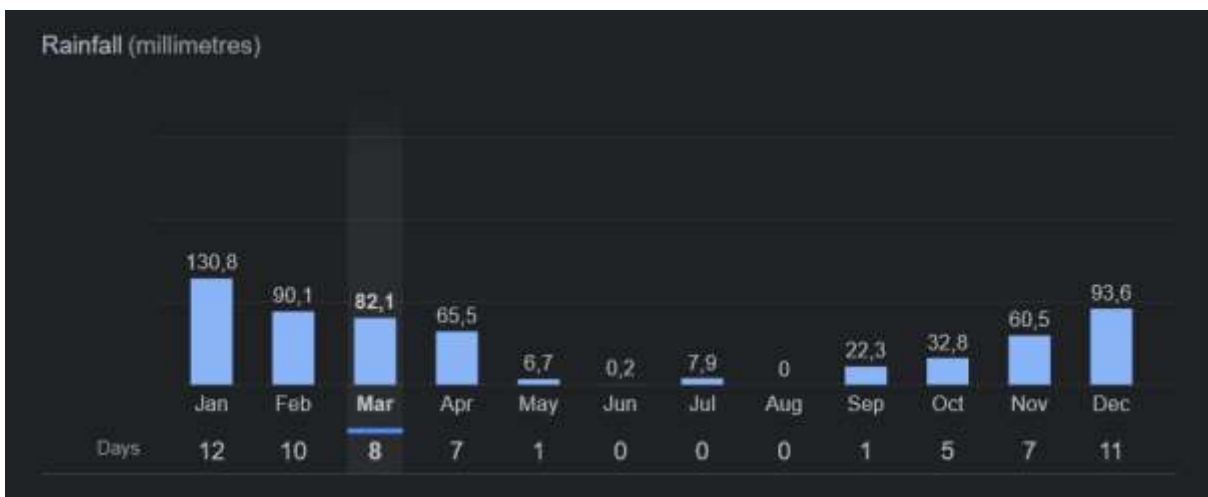 Rainfall (millimetres)
130,8 90,1 82,1 65,5 6,7 0,2 7,9 0 22,3 32,8 60,5 93,6
Jan Feb Mar Apr May Jun Jul Aug Sep Oct Nov Dec
Days 12 10 8 7 1 0 0 0 1 5 7 11